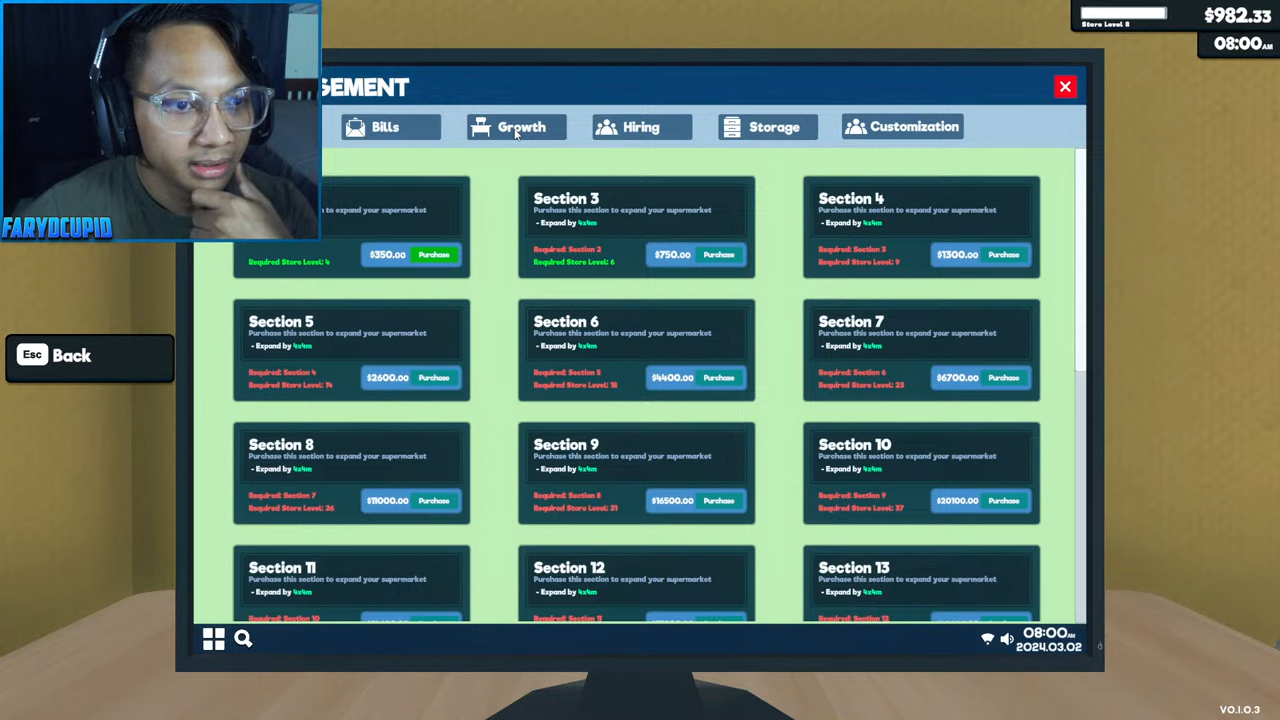 $982.33
Store Level 8
08:00AM
GEMENT
Bills
Growth
Hiring
Storage
Customization
to expand your supermarket
Required Store Level: 4
$350.00 Purchase
Section 3
Purchase this section to expand your supermarket
- Expand by 4x4m
Required: Section 2
Required Store Level: 6
$750.00 Purchase
Section 4
Purchase this section to expand your supermarket
- Expand by 4x4m
Required: Section 3
Required Store Level: 9
$1300.00 Purchase
Section 5
Purchase this section to expand your supermarket
- Expand by 4x4m
Required: Section 4
Required Store Level: 14
$2600.00 Purchase
Section 6
Purchase this section to expand your supermarket
- Expand by 4x4m
Required: Section 5
Required Store Level: 18
$4400.00 Purchase
Section 7
Purchase this section to expand your supermarket
- Expand by 4x4m
Required: Section 6
Required Store Level: 23
$6700.00 Purchase
Section 8
Purchase this section to expand your supermarket
- Expand by 4x4m
Required: Section 7
Required Store Level: 26
$11000.00 Purchase
Section 9
Purchase this section to expand your supermarket
- Expand by 4x4m
Required: Section 8
Required Store Level: 31
$16500.00 Purchase
Section 10
Purchase this section to expand your supermarket
- Expand by 4x4m
Required: Section 9
Required Store Level: 37
$20100.00 Purchase
Section 11
Purchase this section to expand your supermarket
- Expand by 4x4m
Required: Section 10
Section 12
Purchase this section to expand your supermarket
- Expand by 4x4m
Required: Section 11
Section 13
Purchase this section to expand your supermarket
- Expand by 4x4m
Required: Section 12
FARYDCUPID
Esc Back
08:00AM
2024.03.02
V0.1.0.3